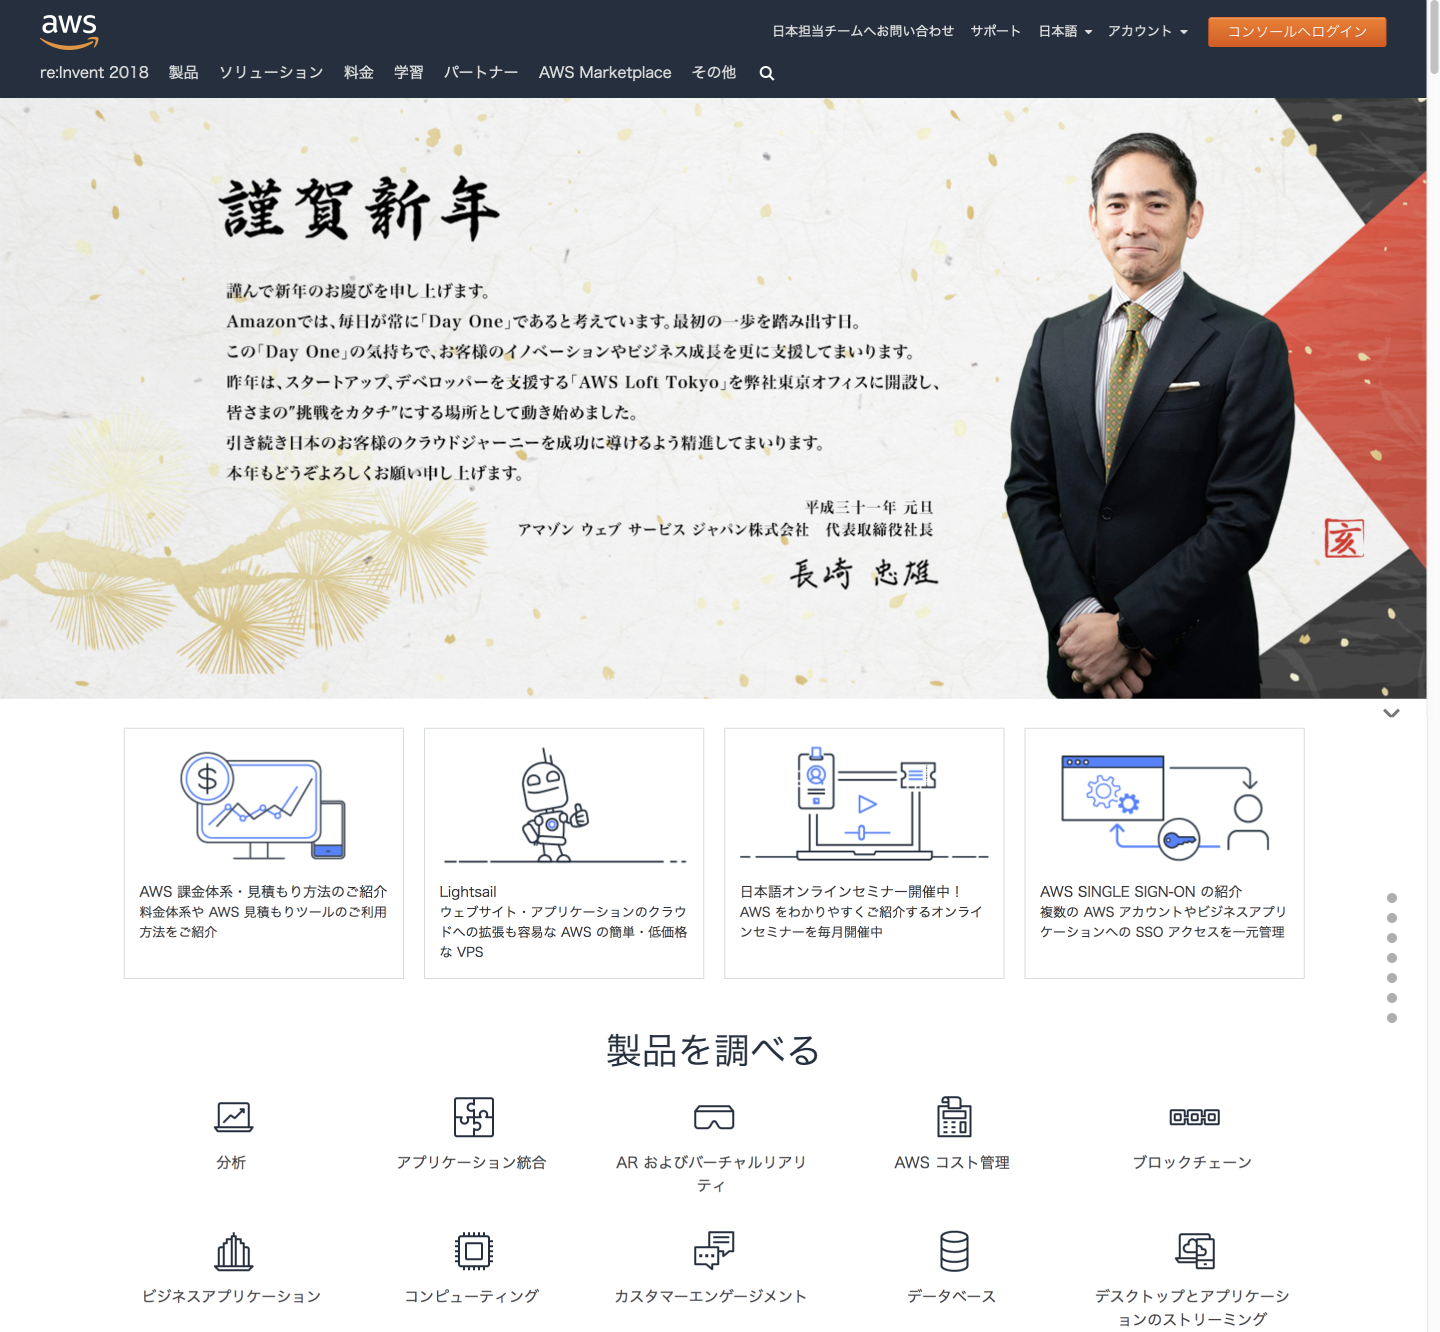 aws
日本担当チームへお問い合わせ サポート 日本語 アカウント コンソールへログイン
re:Invent 2018 製品 ソリューション 料金 学習 パートナー AWS Marketplace その他
謹賀新年
謹んで新年のお慶びを申し上げます。
Amazonでは、毎日が常に「Day One」であると考えています。最初の一歩を踏み出す日。
この「Day One」の気持ちで、お客様のイノベーションやビジネス成長を更に支援してまいります。
昨年は、スタートアップ、デベロッパーを支援する「AWS Loft Tokyo」を弊社東京オフィスに開設し、
皆さまの"挑戦をカタチ"にする場所として動き始めました。
引き続き日本のお客様のクラウドジャーニーを成功に導けるよう精進してまいります。
本年もどうぞよろしくお願い申し上げます。
平成三十一年 元旦
アマゾン ウェブ サービス ジャパン株式会社 代表取締役社長
長崎 忠雄
亥
AWS 課金体系・見積もり方法のご紹介
料金体系や AWS 見積もりツールのご利用
方法をご紹介
Lightsail
ウェブサイト・アプリケーションのクラウ
ドへの拡張も容易な AWS の簡単・低価格
な VPS
日本語オンラインセミナー開催中！
AWS をわかりやすくご紹介するオンライ
ンセミナーを毎月開催中
AWS SINGLE SIGN-ON の紹介
複数の AWS アカウントやビジネスアプリ
ケーションへの SSO アクセスを一元管理
製品を調べる
分析
アプリケーション統合
AR およびバーチャルリアリ
ティ
AWS コスト管理
ブロックチェーン
ビジネスアプリケーション
コンピューティング
カスタマーエンゲージメント
データベース
デスクトップとアプリケーシ
ョンのストリーミング